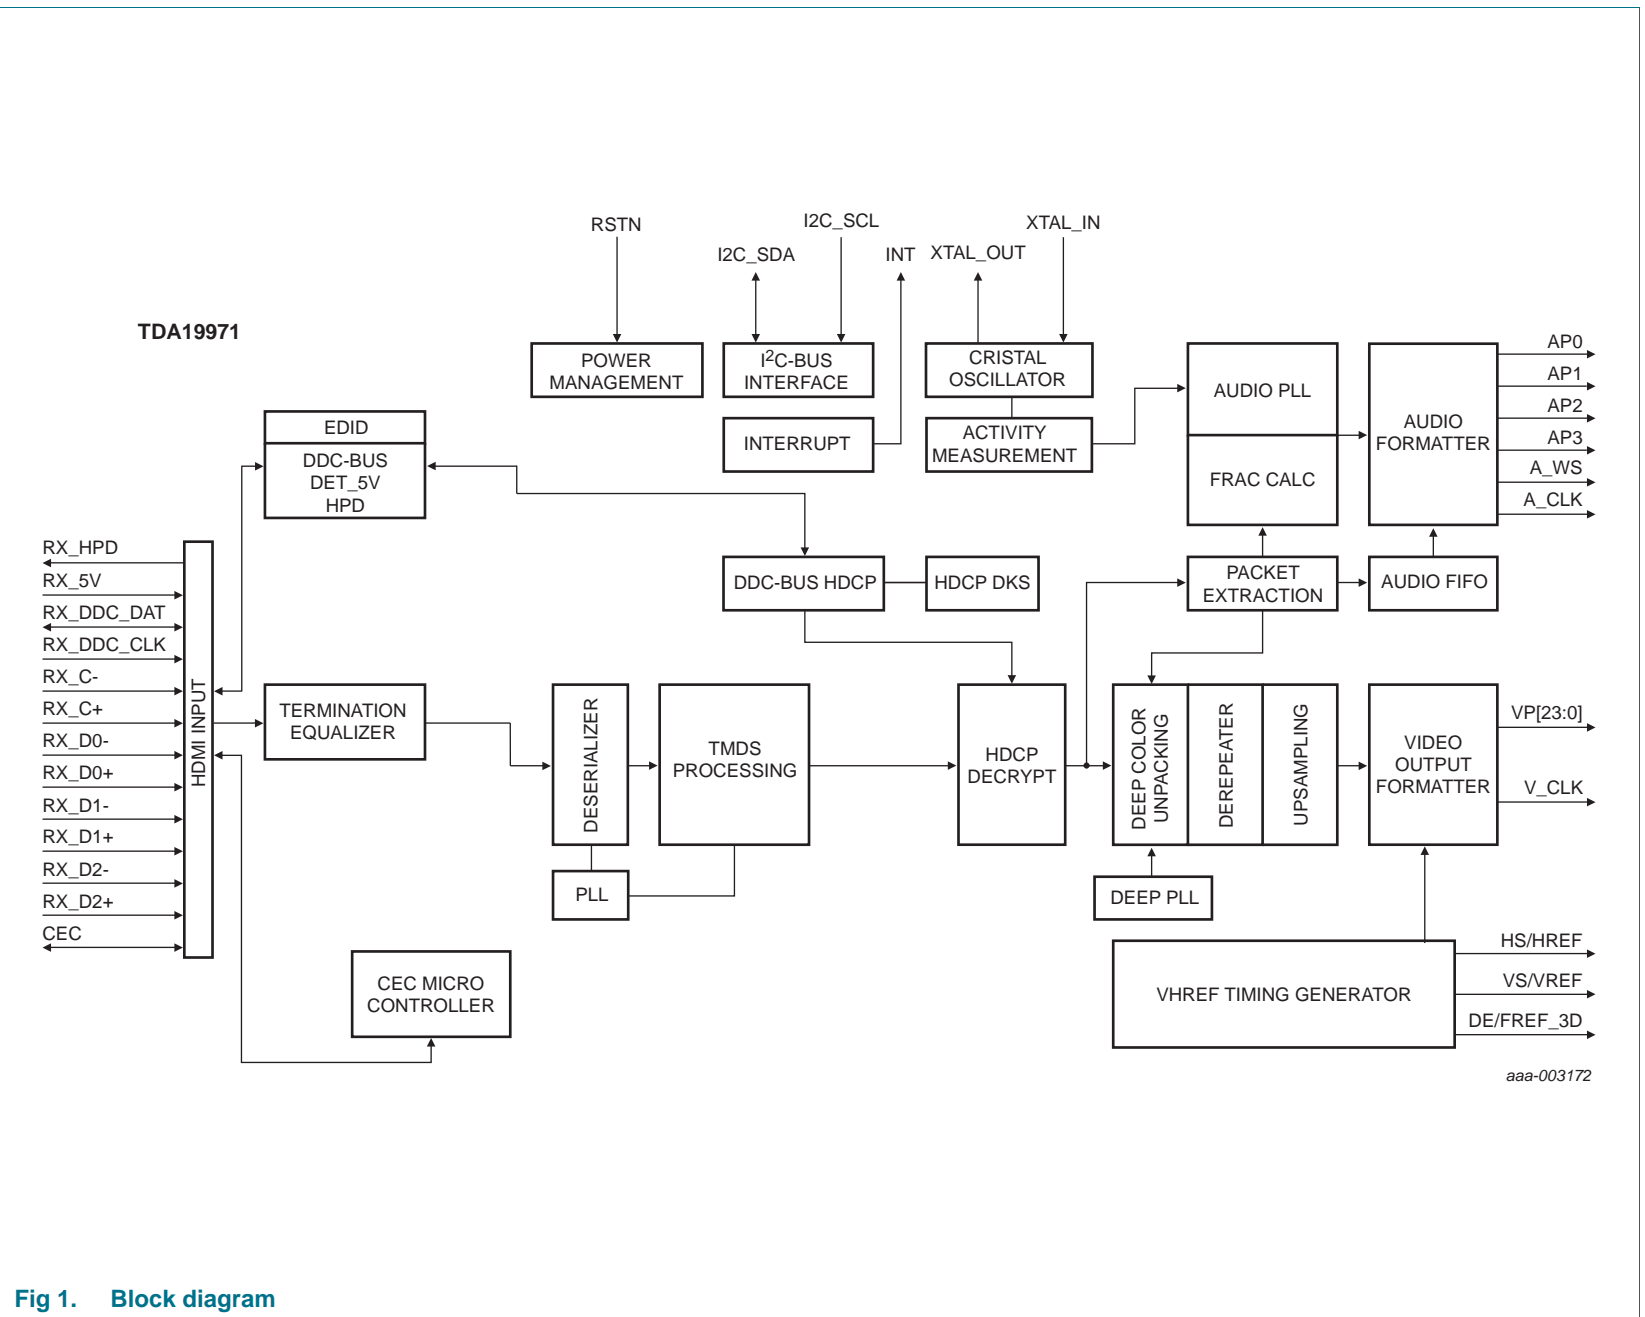 RSTN
I2C_SDA
I2C_SCL
INT
XTAL_OUT
XTAL_IN
TDA19971
POWER
MANAGEMENT
I2C-BUS
INTERFACE
CRISTAL
OSCILLATOR
INTERRUPT
ACTIVITY
MEASUREMENT
AUDIO PLL
FRAC CALC
AUDIO
FORMATTER
AP0
AP1
AP2
AP3
A_WS
A_CLK
EDID
DDC-BUS
DET_5V
HPD
RX_HPD
RX_5V
RX_DDC_DAT
RX_DDC_CLK
RX_C-
RX_C+
RX_D0-
RX_D0+
RX_D1-
RX_D1+
RX_D2-
RX_D2+
CEC
HDMI INPUT
DDC-BUS HDCP
HDCP DKS
PACKET
EXTRACTION
AUDIO FIFO
TERMINATION
EQUALIZER
DESERIALIZER
TMDS
PROCESSING
HDCP
DECRYPT
DEEP COLOR
UNPACKING
DEREPEATER
UPSAMPLING
VIDEO
OUTPUT
FORMATTER
VP[23:0]
V_CLK
PLL
DEEP PLL
CEC MICRO
CONTROLLER
VHREF TIMING GENERATOR
HS/HREF
VS/VREF
DE/FREF_3D
aaa-003172
Fig 1. Block diagram